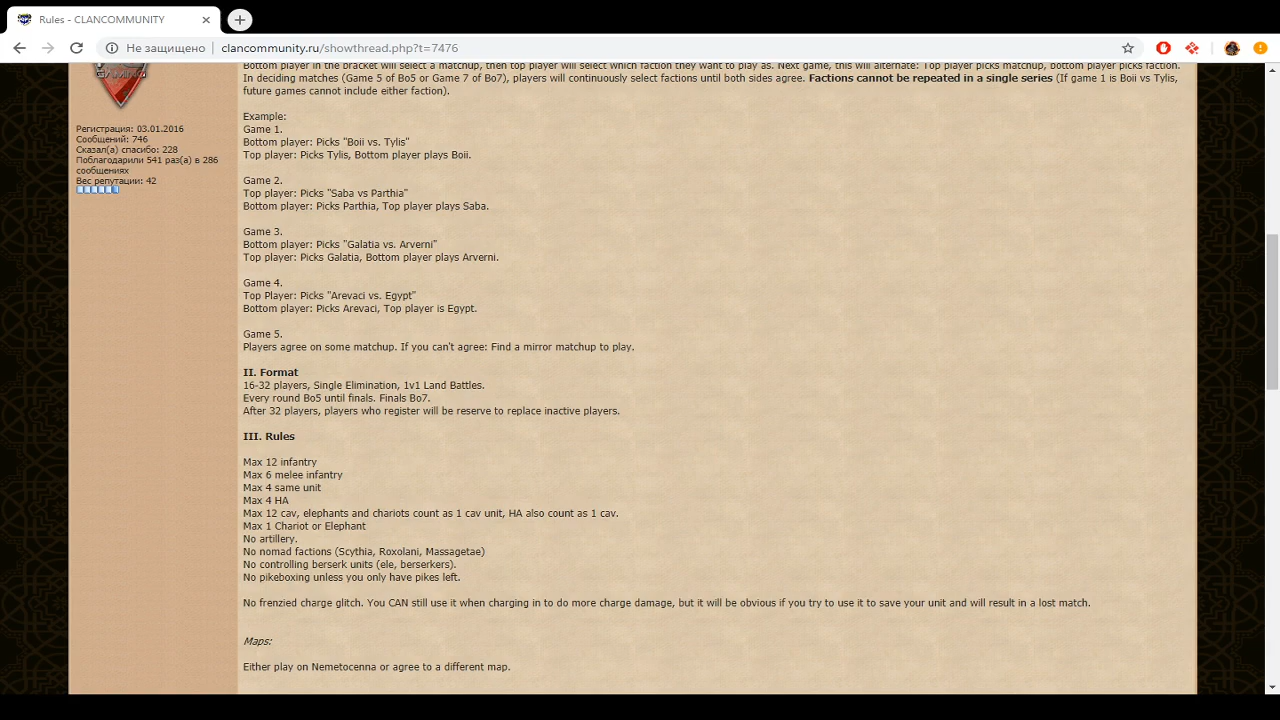 Rules - CLANCOMMUNITY
Не защищено
clancommunity.ru/showthread.php?t=7476
GAMING
Bottom player in the bracket will select a matchup, then top player will select which faction they want to play as. Next game, this will alternate: Top player picks matchup, bottom player picks faction.
In deciding matches (Game 5 of Bo5 or Game 7 of Bo7), players will continuously select factions until both sides agree. Factions cannot be repeated in a single series (If game 1 is Boii vs Tylis,
future games cannot include either faction).
Регистрация: 03.01.2016
Сообщений: 746
Сказал(а) спасибо: 228
Поблагодарили 541 раз(а) в 286
сообщениях
Вес репутации: 42
Example:
Game 1.
Bottom player: Picks "Boii vs. Tylis"
Top player: Picks Tylis, Bottom player plays Boii.
Game 2.
Top player: Picks "Saba vs Parthia"
Bottom player: Picks Parthia, Top player plays Saba.
Game 3.
Bottom player: Picks "Galatia vs. Arverni"
Top player: Picks Galatia, Bottom player plays Arverni.
Game 4.
Top Player: Picks "Arevaci vs. Egypt"
Bottom player: Picks Arevaci, Top player is Egypt.
Game 5.
Players agree on some matchup. If you can't agree: Find a mirror matchup to play.
II. Format
16-32 players, Single Elimination, 1v1 Land Battles.
Every round Bo5 until finals. Finals Bo7.
After 32 players, players who register will be reserve to replace inactive players.
III. Rules
Max 12 infantry
Max 6 melee infantry
Max 4 same unit
Max 4 HA
Max 12 cav, elephants and chariots count as 1 cav unit, HA also count as 1 cav.
Max 1 Chariot or Elephant
No artillery.
No nomad factions (Scythia, Roxolani, Massagetae)
No controlling berserk units (ele, berserkers).
No pikeboxing unless you only have pikes left.
No frenzied charge glitch. You CAN still use it when charging in to do more charge damage, but it will be obvious if you try to use it to save your unit and will result in a lost match.
Maps:
Either play on Nemetocenna or agree to a different map.